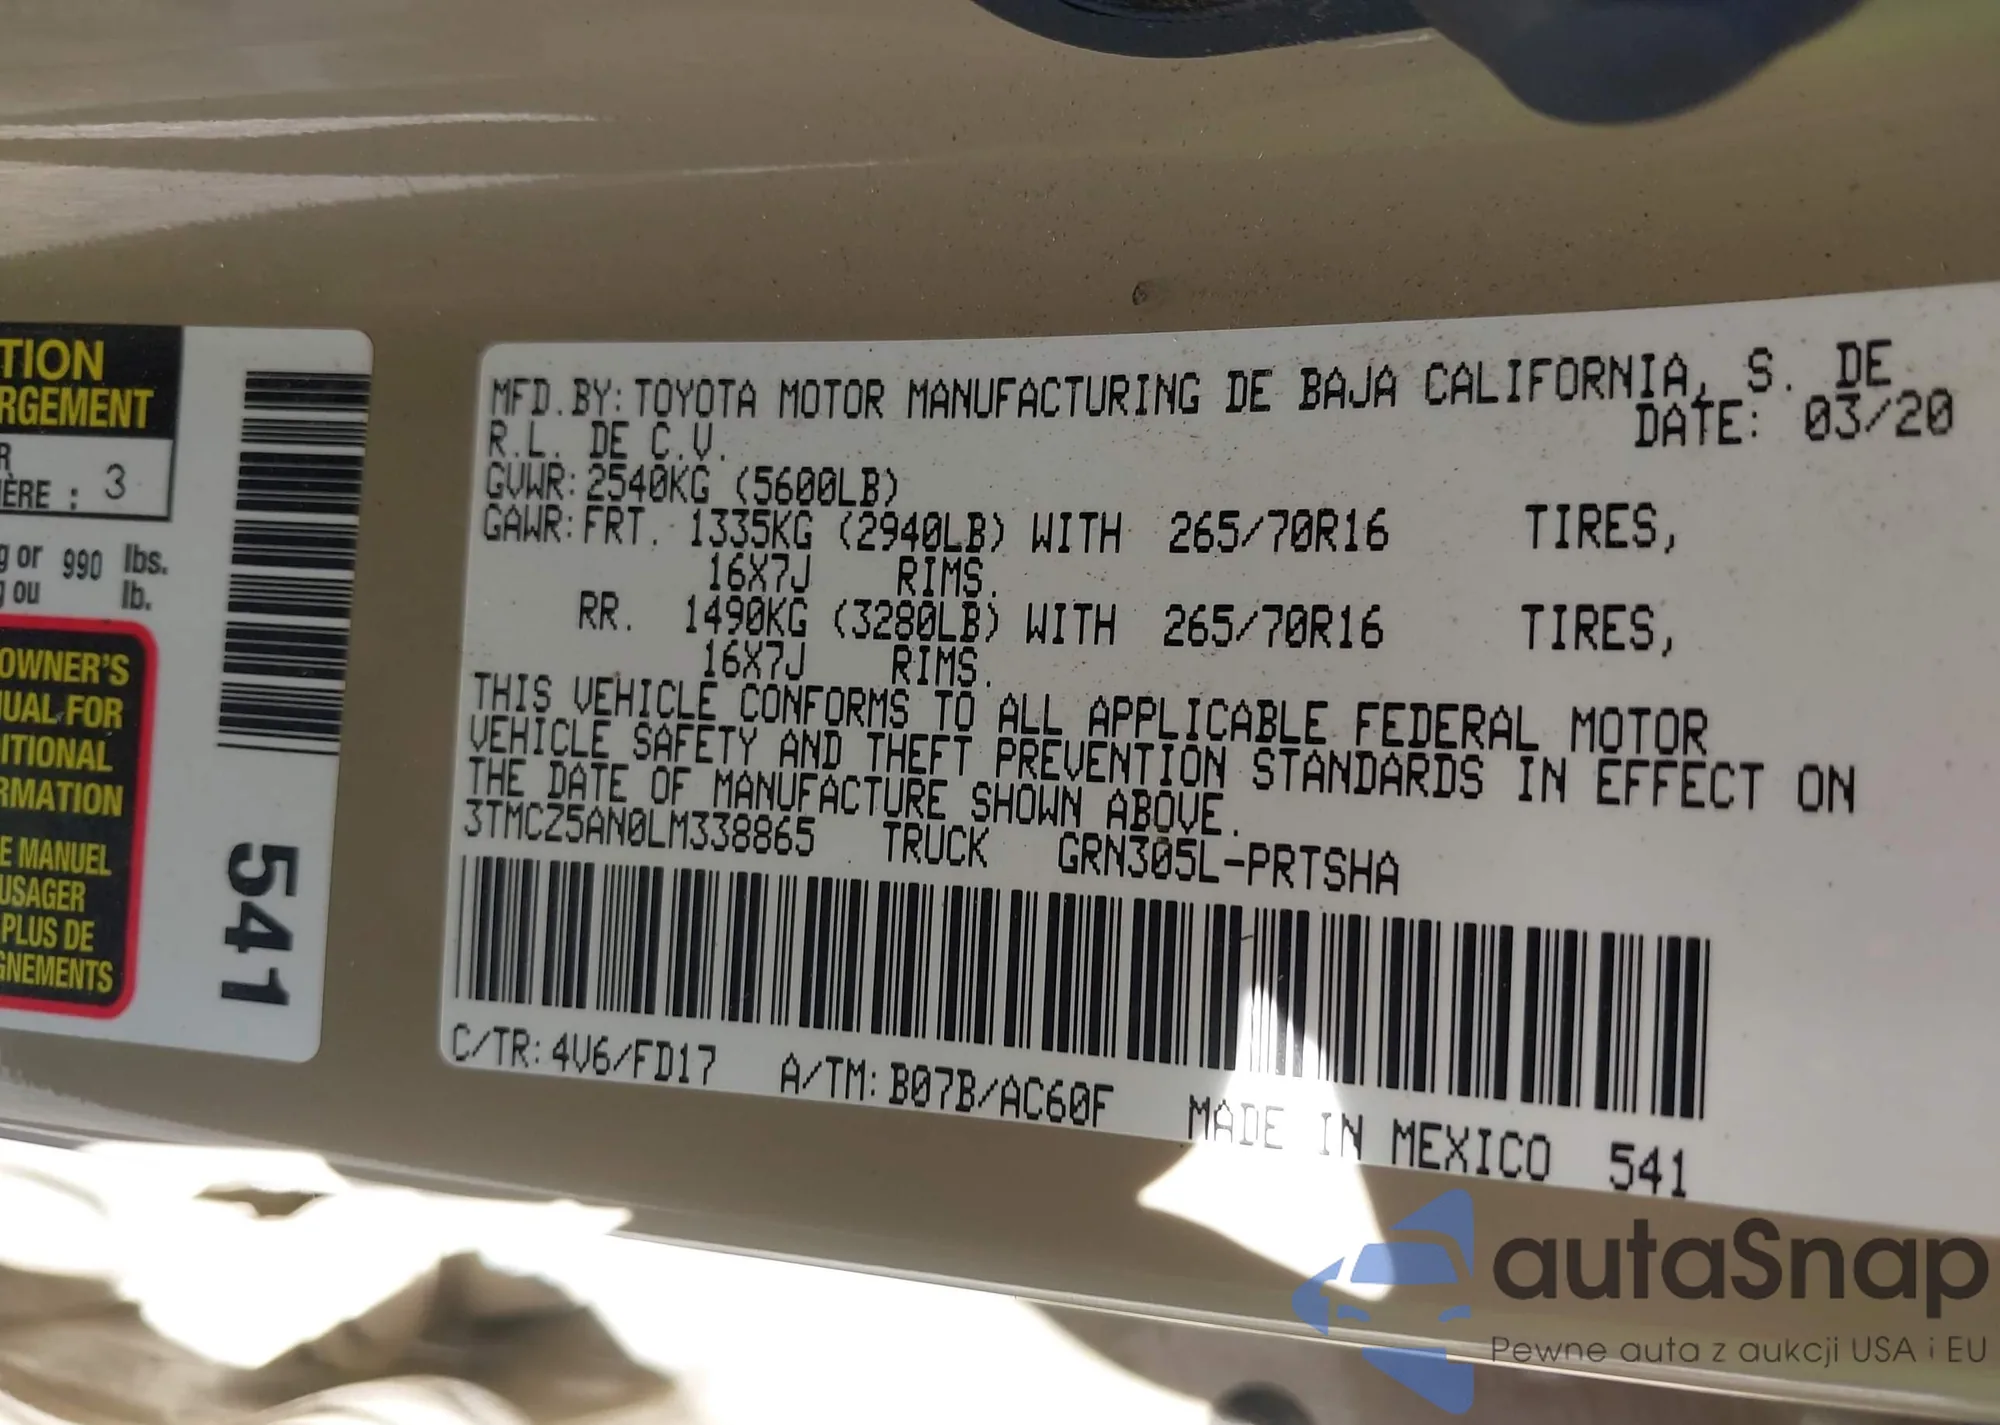 TION
RGEMENT
R
IÈRE : 3
g or 990 lbs.
g ou lb.
OWNER'S
UAL FOR
ITIONAL
RMATION
E MANUEL
USAGER
PLUS DE
GNEMENTS
541
MFD.BY: TOYOTA MOTOR MANUFACTURING DE BAJA CALIFORNIA, S. DE
R.L. DE C.V. DATE: 03/20
GVWR: 2540KG (5600LB)
GAWR: FRT. 1335KG (2940LB) WITH 265/70R16 TIRES,
16X7J RIMS.
RR. 1490KG (3280LB) WITH 265/70R16 TIRES,
16X7J RIMS.
THIS VEHICLE CONFORMS TO ALL APPLICABLE FEDERAL MOTOR
VEHICLE SAFETY AND THEFT PREVENTION STANDARDS IN EFFECT ON
THE DATE OF MANUFACTURE SHOWN ABOVE.
3TMCZ5AN0LM338865 TRUCK GRN305L-PRTSHA
C/TR: 4V6/FD17 A/TM: B07B/AC60F MADE IN MEXICO 541
autaSnap
Pewne auta z aukcji USA i EU